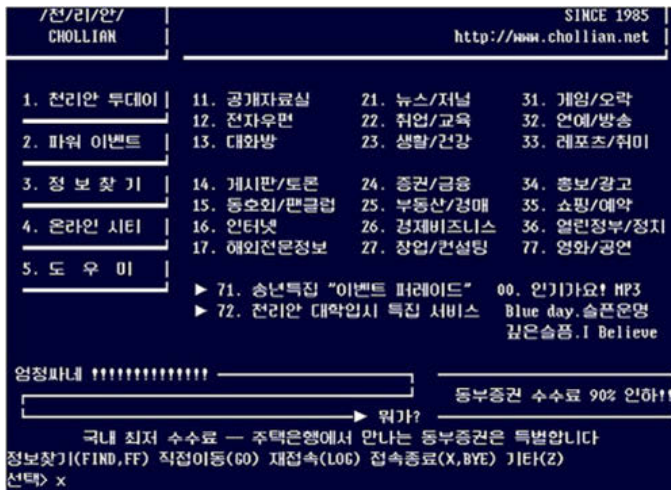 /천/리/안/ SINCE 1985
CHOLLIAN http://www.chollian.net
1. 천리안 투데이 11. 공개자료실 21. 뉴스/저널 31. 게임/오락
12. 전자우편 22. 취업/교육 32. 연예/방송
2. 파워 이벤트 13. 대화방 23. 생활/건강 33. 레포츠/취미
3. 정 보 찾 기 14. 게시판/토론 24. 증권/금융 34. 홍보/광고
15. 동호회/팬클럽 25. 부동산/경매 35. 쇼핑/예약
4. 온라인 시티 16. 인터넷 26. 경제비즈니스 36. 열린정부/정치
17. 해외전문정보 27. 창업/컨설팅 77. 영화/공연
5. 도 우 미
▶ 71. 송년특집 "이벤트 퍼레이드" 00. 인기가요! MP3
▶ 72. 천리안 대학입시 특집 서비스 Blue day.슬픈운명
깊은슬픔.I Believe
엄청싸네 !!!!!!!!!!!!!!!
동부증권 수수료 90% 인하!!
▶ 뭐가?
국내 최저 수수료 — 주택은행에서 만나는 동부증권은 특별합니다
정보찾기(FIND,FF) 직접이동(GO) 재접속(LOG) 접속종료(X,BYE) 기타(Z)
선택> x